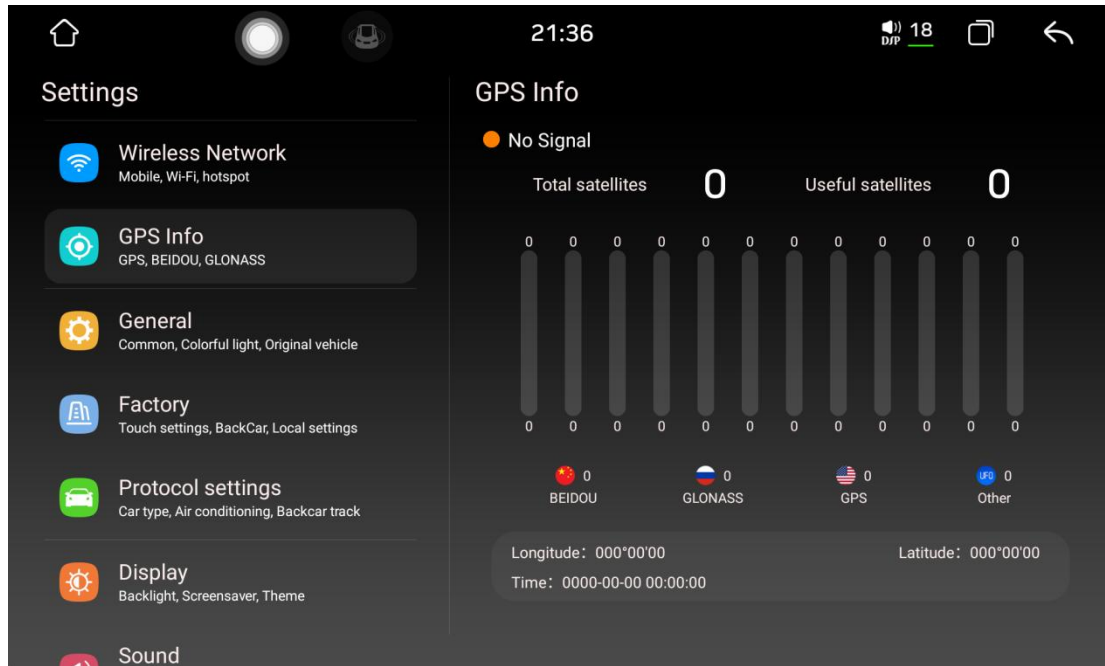 21:36
DSP 18
Settings
Wireless Network
Mobile, Wi-Fi, hotspot
GPS Info
GPS, BEIDOU, GLONASS
General
Common, Colorful light, Original vehicle
Factory
Touch settings, BackCar, Local settings
Protocol settings
Car type, Air conditioning, Backcar track
Display
Backlight, Screensaver, Theme
Sound
GPS Info
No Signal
Total satellites 0 Useful satellites 0
0 0 0 0 0 0 0 0 0 0 0 0
0 0 0 0 0 0 0 0 0 0 0 0
0 0 0 UFO 0
BEIDOU GLONASS GPS Other
Longitude: 000°00'00 Latitude: 000°00'00
Time: 0000-00-00 00:00:00